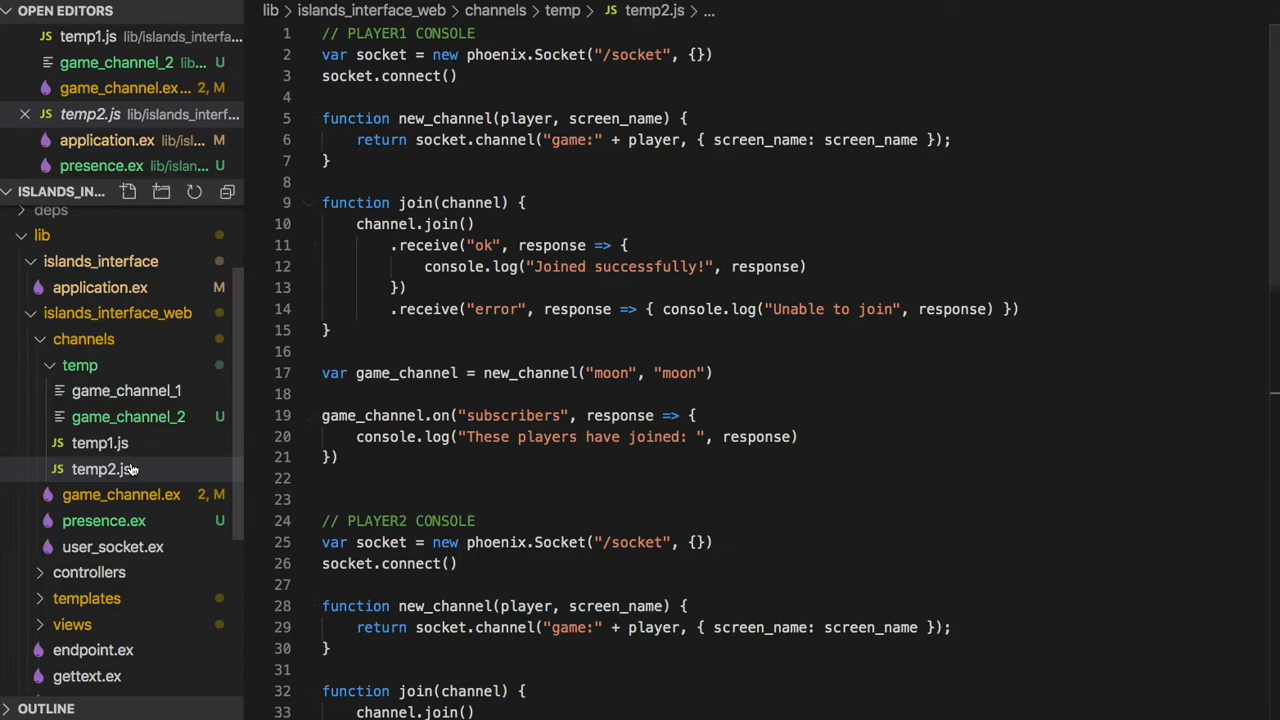 OPEN EDITORS
JS temp1.js lib/islands_interfa...
game_channel_2 lib... U
game_channel.ex... 2, M
JS temp2.js lib/islands_interf...
application.ex lib/isl... M
presence.ex lib/islan... U
ISLANDS_IN...
deps
lib
islands_interface
application.ex M
islands_interface_web
channels
temp
game_channel_1
game_channel_2 U
JS temp1.js
JS temp2.js
game_channel.ex 2, M
presence.ex U
user_socket.ex
controllers
templates
views
endpoint.ex
gettext.ex
OUTLINE
lib > islands_interface_web > channels > temp > JS temp2.js > ...
1 // PLAYER1 CONSOLE
2 var socket = new phoenix.Socket("/socket", {})
3 socket.connect()
4
5 function new_channel(player, screen_name) {
6 return socket.channel("game:" + player, { screen_name: screen_name });
7 }
8
9 function join(channel) {
10 channel.join()
11 .receive("ok", response => {
12 console.log("Joined successfully!", response)
13 })
14 .receive("error", response => { console.log("Unable to join", response) })
15 }
16
17 var game_channel = new_channel("moon", "moon")
18
19 game_channel.on("subscribers", response => {
20 console.log("These players have joined: ", response)
21 })
22
23
24 // PLAYER2 CONSOLE
25 var socket = new phoenix.Socket("/socket", {})
26 socket.connect()
27
28 function new_channel(player, screen_name) {
29 return socket.channel("game:" + player, { screen_name: screen_name });
30 }
31
32 function join(channel) {
33 channel.join()